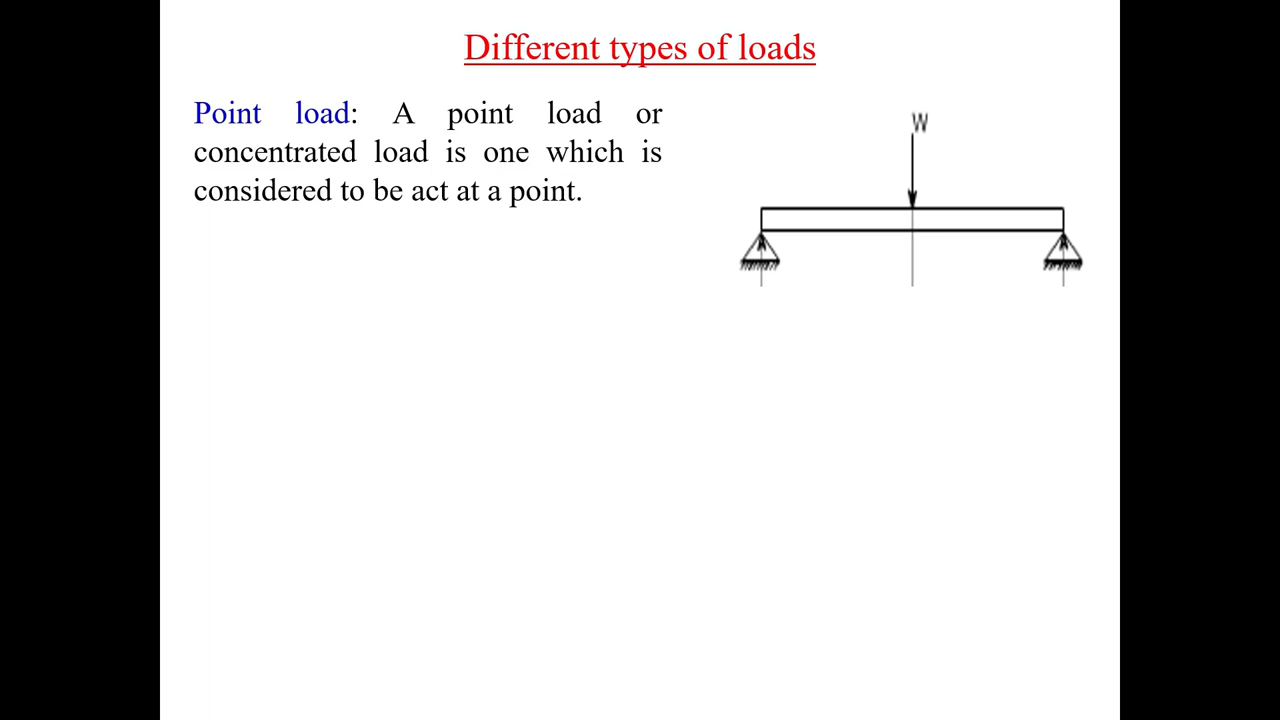 Different types of loads
Point load: A point load or
concentrated load is one which is
considered to be act at a point.
W